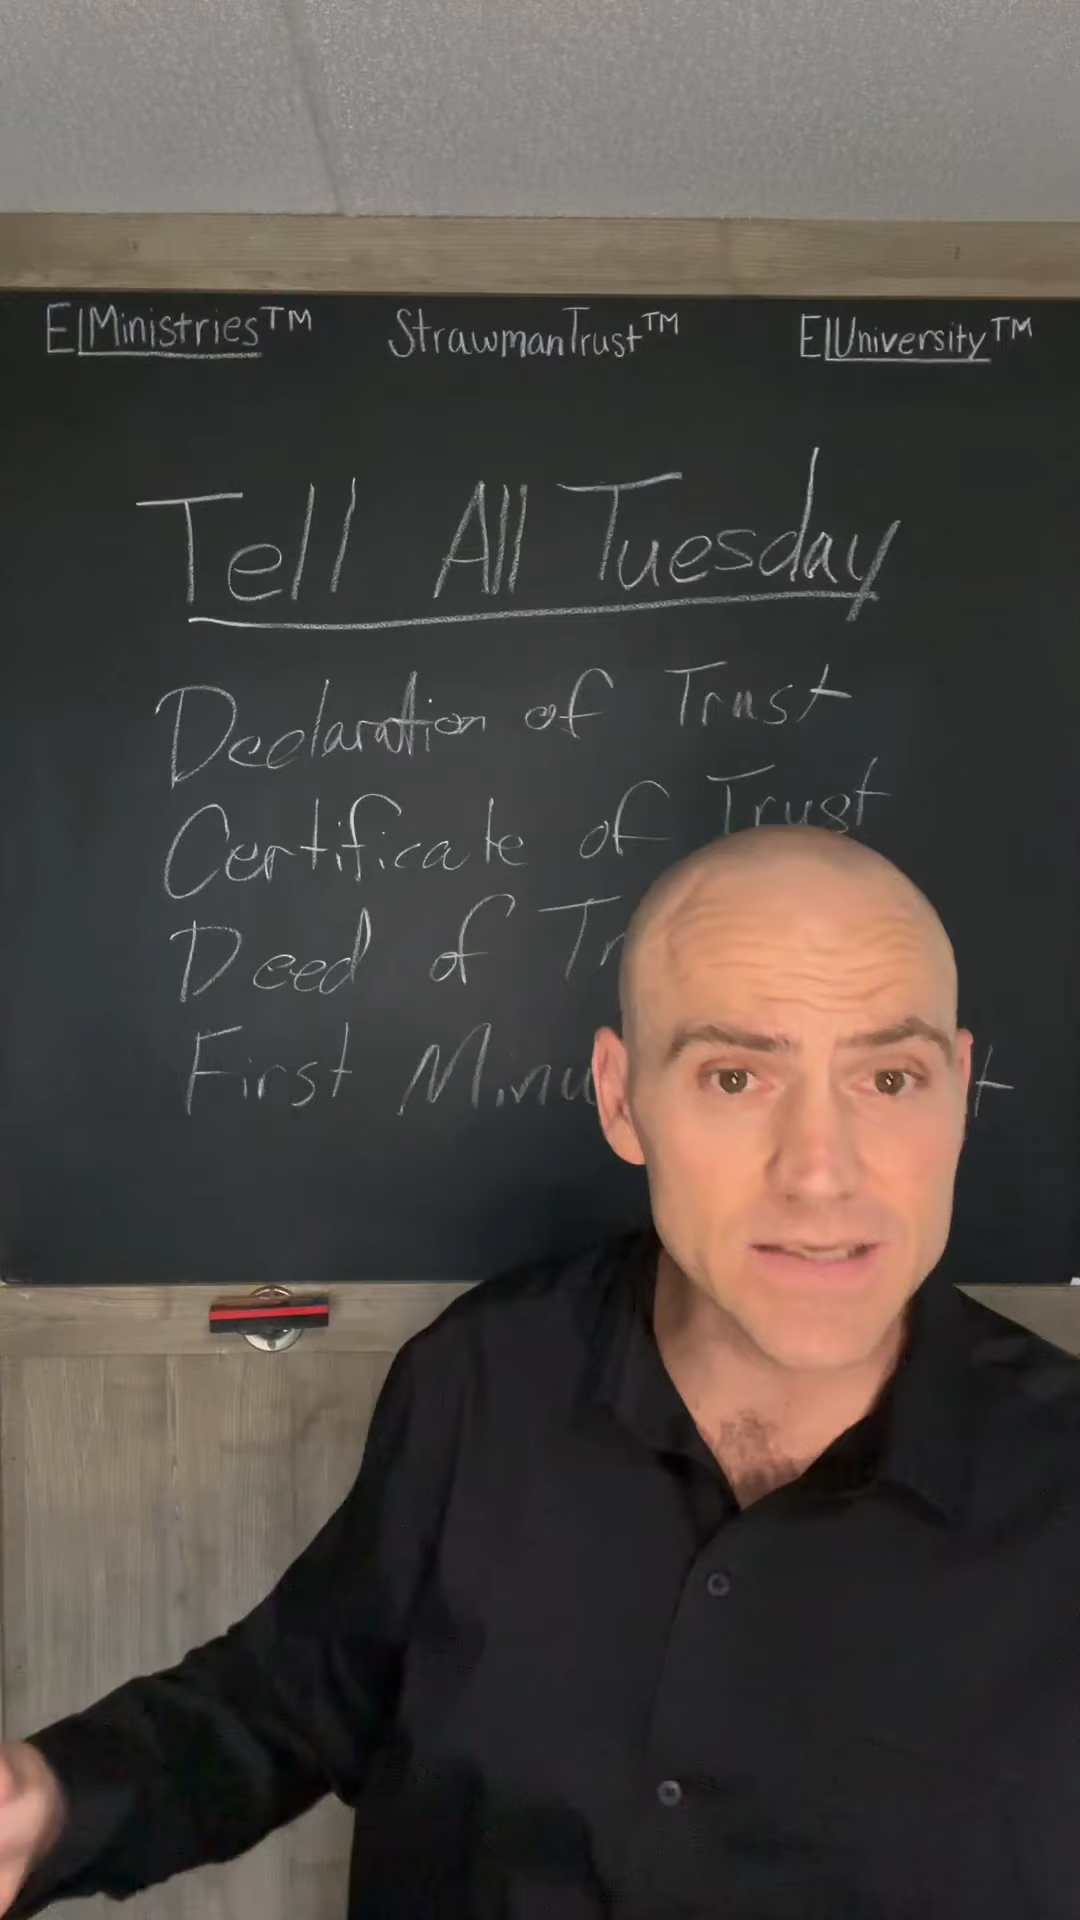 ELMinistries™ StrawmanTrust™ ELUniversity™
Tell All Tuesday
Declaration of Trust
Certificate of Trust
Deed of
First